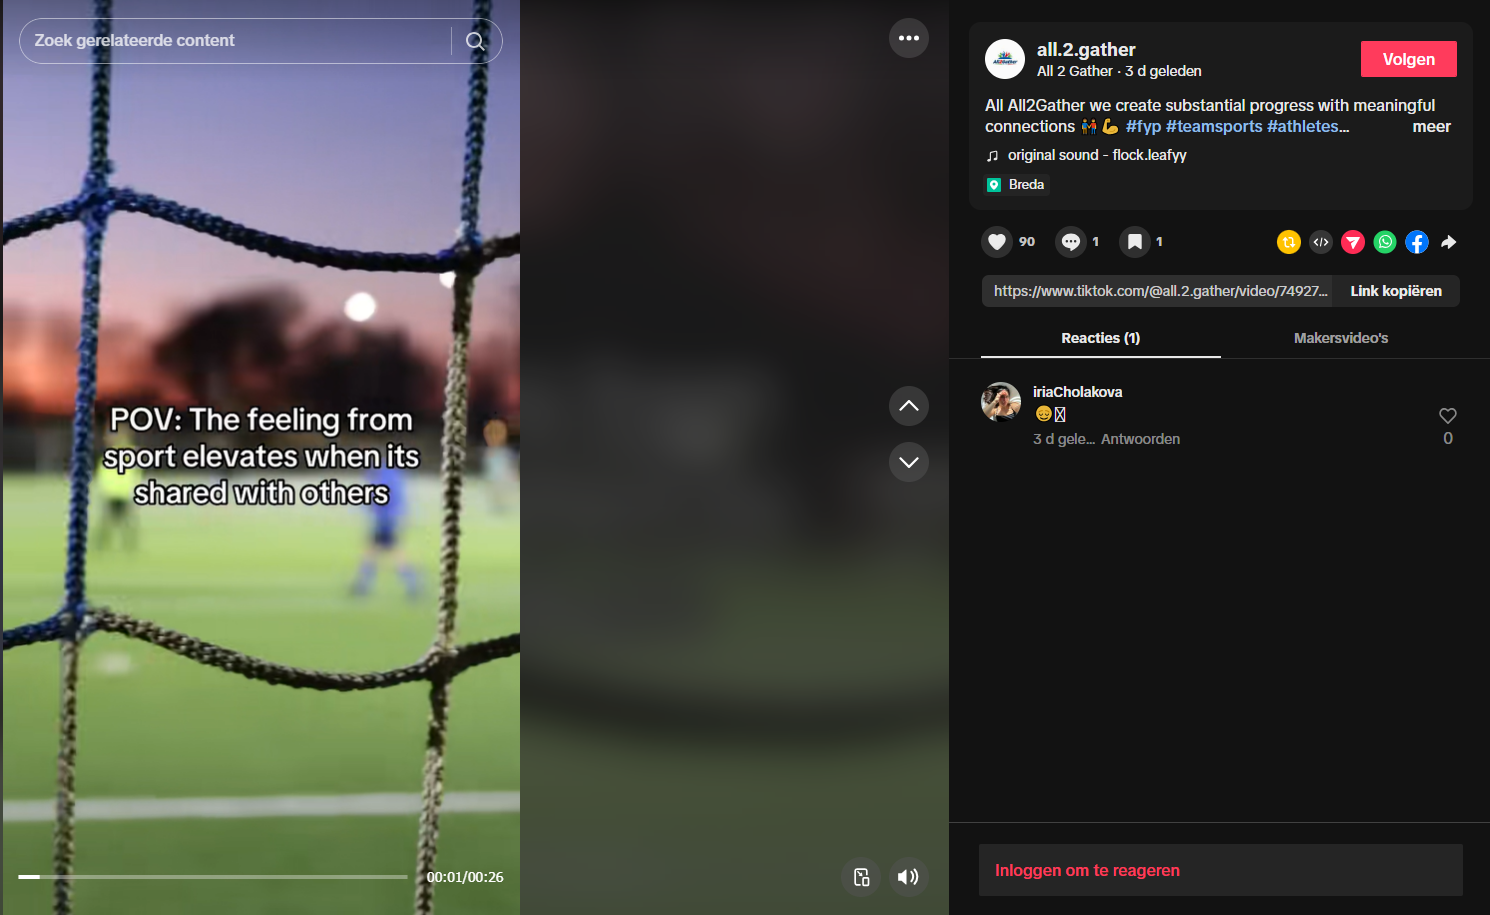 Zoek gerelateerde content
POV: The feeling from
sport elevates when its
shared with others
00:01/00:26
all.2.gather
All 2 Gather · 3 d geleden
Volgen
All All2Gather we create substantial progress with meaningful
connections 👬💪 #fyp #teamsports #athletes... meer
original sound - flock.leafyy
Breda
90
1
1
https://www.tiktok.com/@all.2.gather/video/74927...
Link kopiëren
Reacties (1)
Makersvideo's
iriaCholakova
😌
3 d gele... Antwoorden
0
Inloggen om te reageren